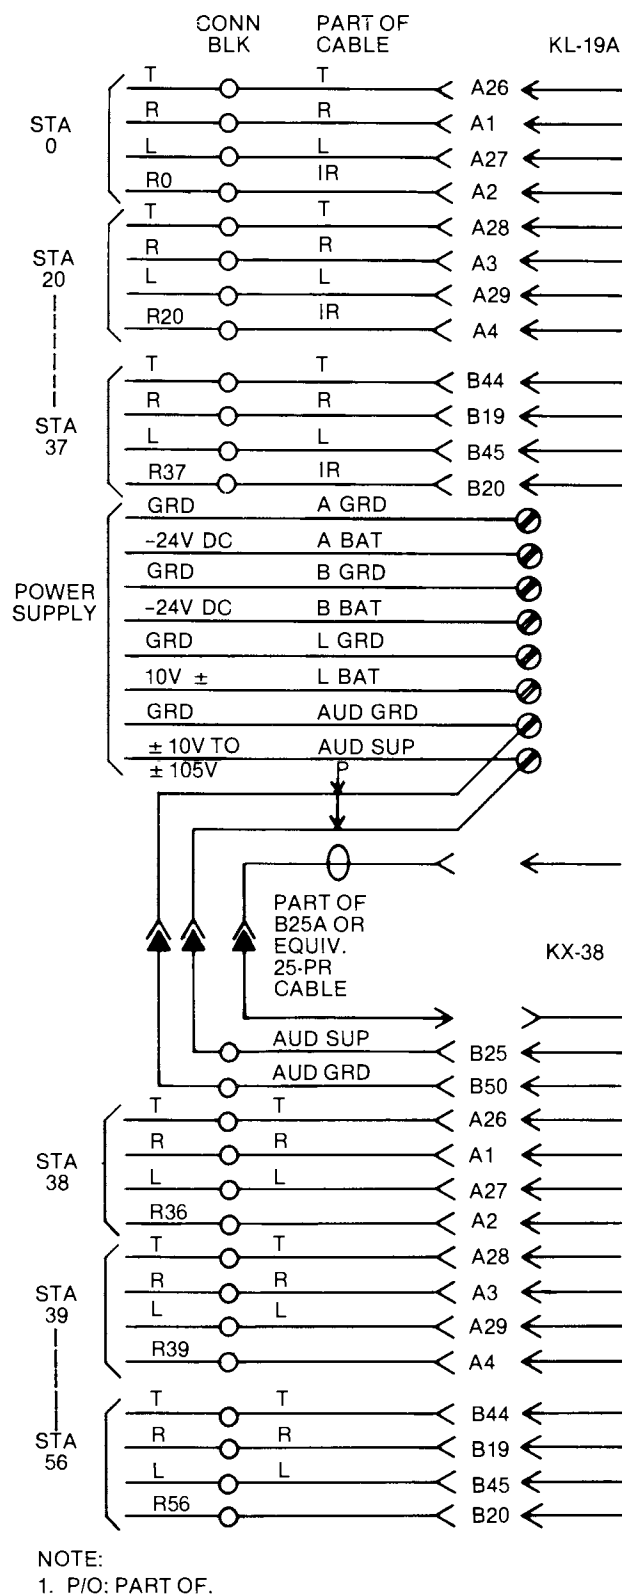 CONN BLK PART OF CABLE KL-19A
T T A26
STA 0
R R A1
L L A27
R0 IR A2
T T A28
STA 20
R R A3
L L A29
R20 IR A4
T T B44
R R B19
STA 37
L L B45
R37 IR B20
GRD A GRD
-24V DC A BAT
GRD B GRD
POWER SUPPLY
-24V DC B BAT
GRD L GRD
10V ± L BAT
GRD AUD GRD
± 10V TO AUD SUP
± 105V P
PART OF
B25A OR
EQUIV.
25-PR
CABLE
KX-38
AUD SUP B25
AUD GRD B50
T T A26
R R A1
STA 38
L L A27
R36 A2
T T A28
R R A3
STA 39
L L A29
R39 A4
T T B44
STA 56
R R B19
L L B45
R56 B20
NOTE:
1. P/O: PART OF.